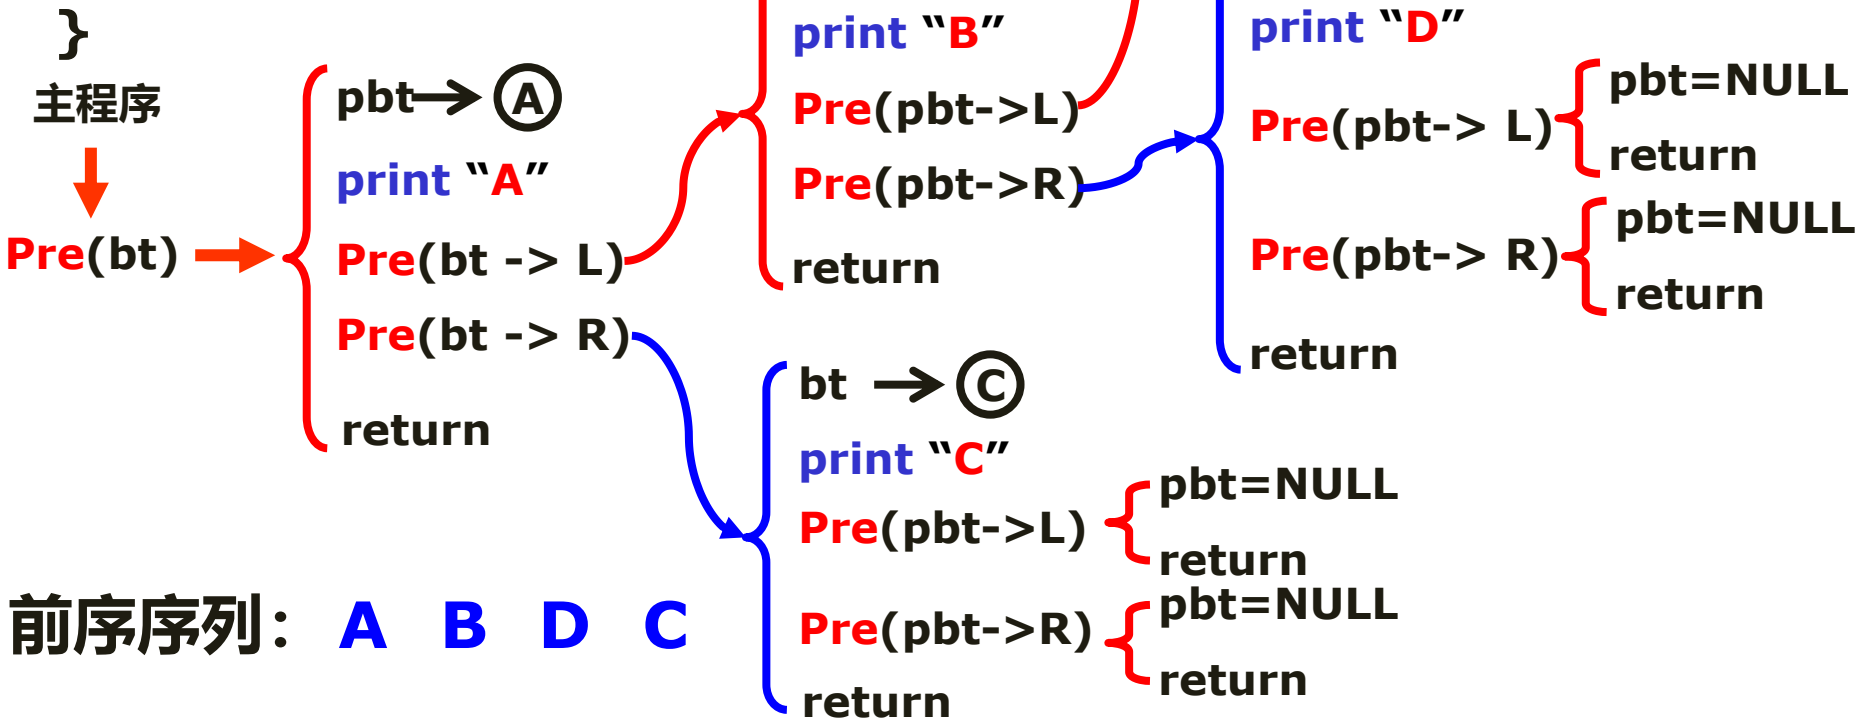 }
主程序
Pre(bt)
pbt A
print “A”
Pre(bt -> L)
Pre(bt -> R)
return
print “B”
Pre(pbt->L)
Pre(pbt->R)
return
print “D”
Pre(pbt-> L)
pbt=NULL
return
Pre(pbt-> R)
pbt=NULL
return
return
bt C
print “C”
Pre(pbt->L)
pbt=NULL
return
Pre(pbt->R)
pbt=NULL
return
return
前序序列： A B D C